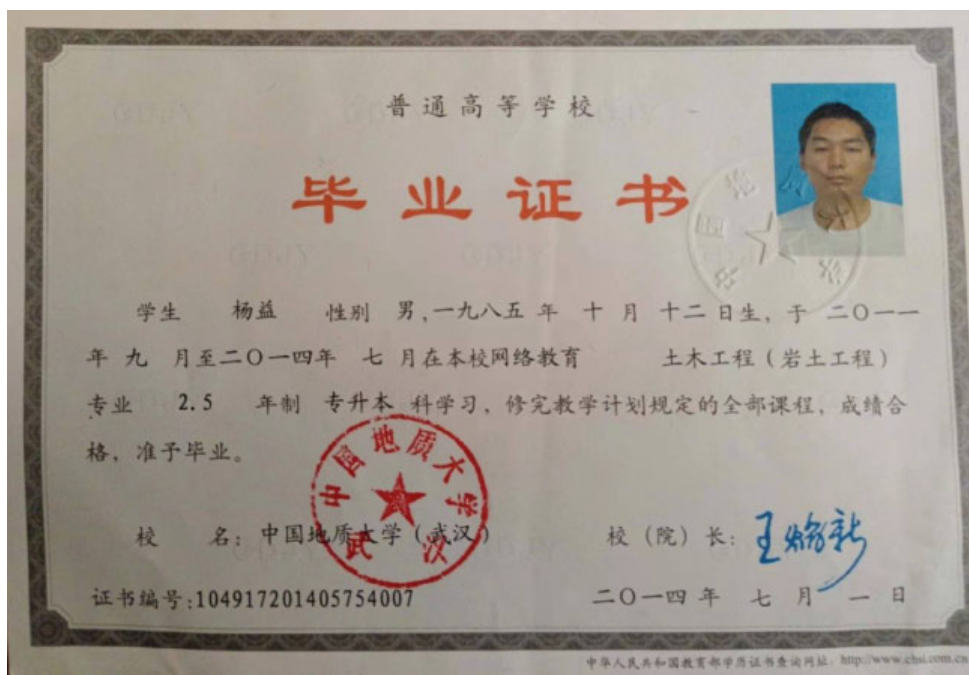 普通高等学校
毕业证书
学生 杨益 性别 男,一九八五 年 十 月 十二 日生, 于 二〇一一
年 九 月至二〇一四年 七 月在本校网络教育 土木工程(岩土工程)
专业 2.5 年制 专升本 科学习, 修完教学计划规定的全部课程, 成绩合
格, 准予毕业。
中国地质大学
武汉
校 名: 中国地质大学(武汉) 校(院)长: 王焰新
证书编号:104917201405754007 二〇一四 年 七 月 一 日
中华人民共和国教育部学历证书查询网址: http://www.chsi.com.cn